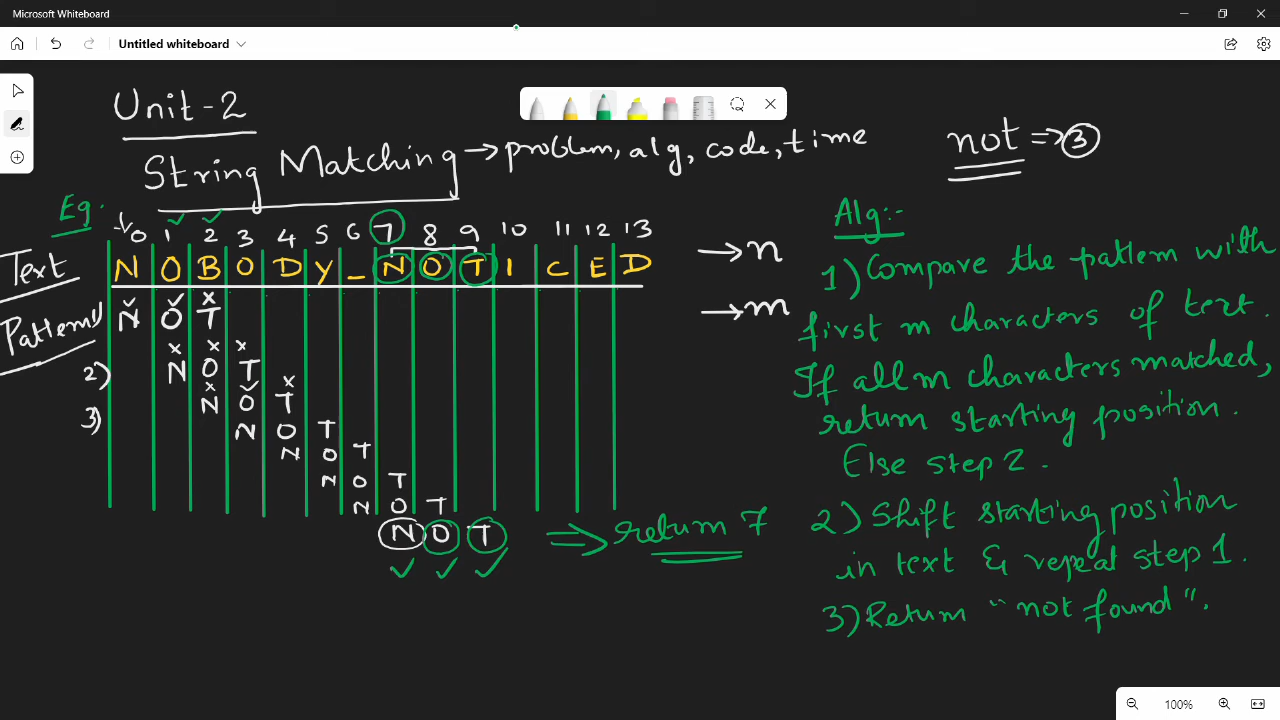 Microsoft Whiteboard
Untitled whiteboard
Unit-2
String Matching → problem, alg, code, time
not => 3
Eg.
0 1 2 3 4 5 6 7 8 9 10 11 12 13
Text N O B O D Y _ N O T I C E D → n
Pattern 1) N O T → m
2) N O T
3) N O T
N O T
N O T
N O T
N O T
N O T => return 7
Alg:-
1) Compare the pattern with
first m characters of text.
If all m characters matched,
return starting position.
Else step 2.
2) Shift starting position
in text & repeat step 1.
3) Return "not found".
100%